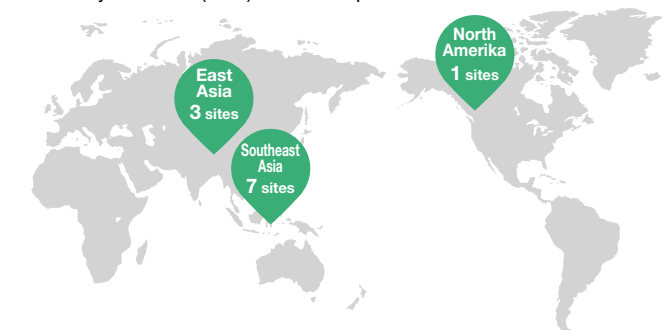 East
Asia
3 sites
Southeast
Asia
7 sites
North
Amerika
1 sites